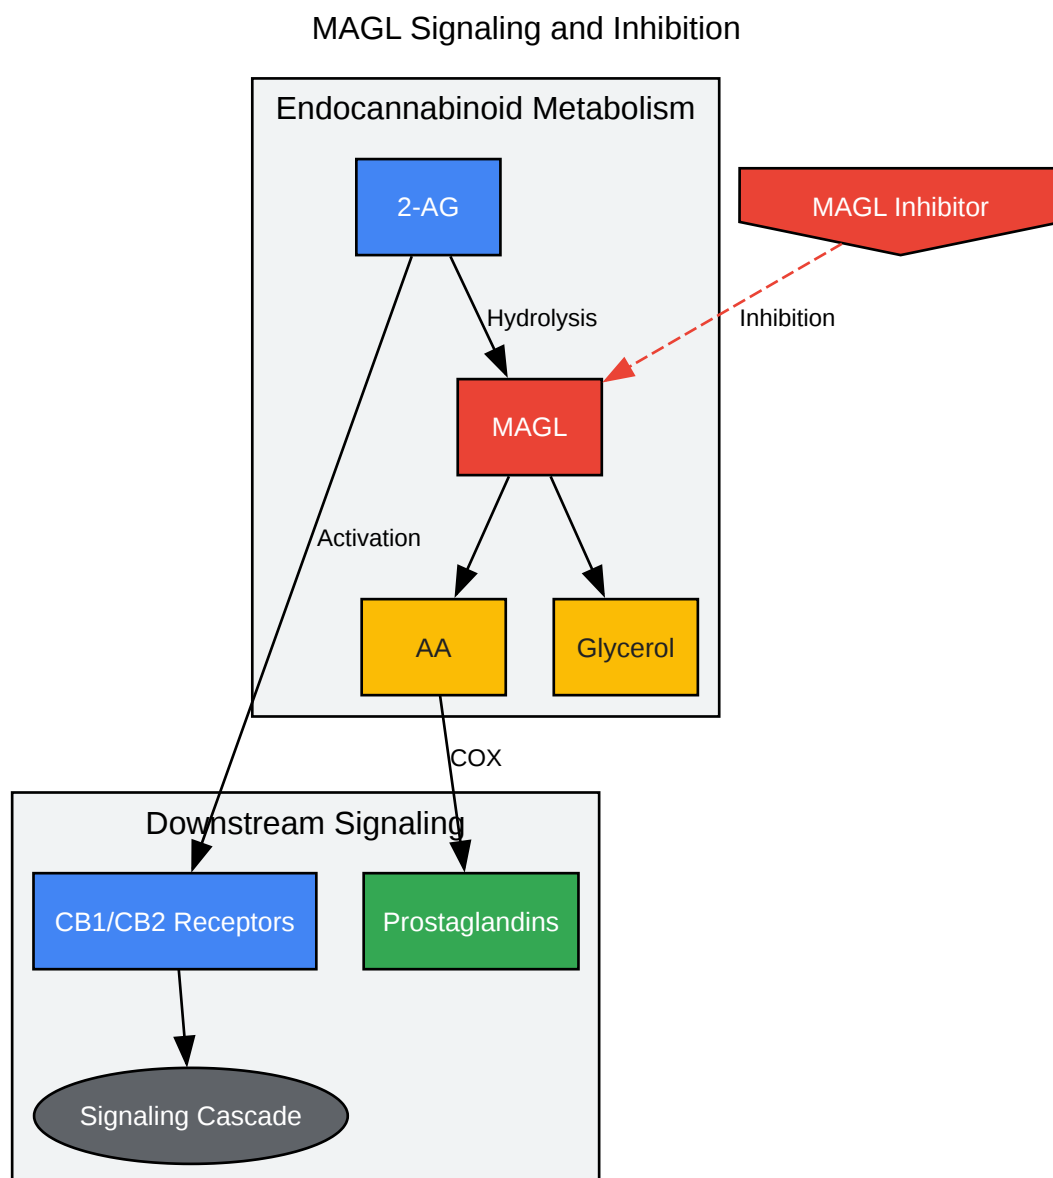 MAGL Signaling and Inhibition
Endocannabinoid Metabolism
2-AG
MAGL Inhibitor
Hydrolysis
Inhibition
MAGL
Activation
AA
Glycerol
COX
Downstream Signaling
CB1/CB2 Receptors
Prostaglandins
Signaling Cascade